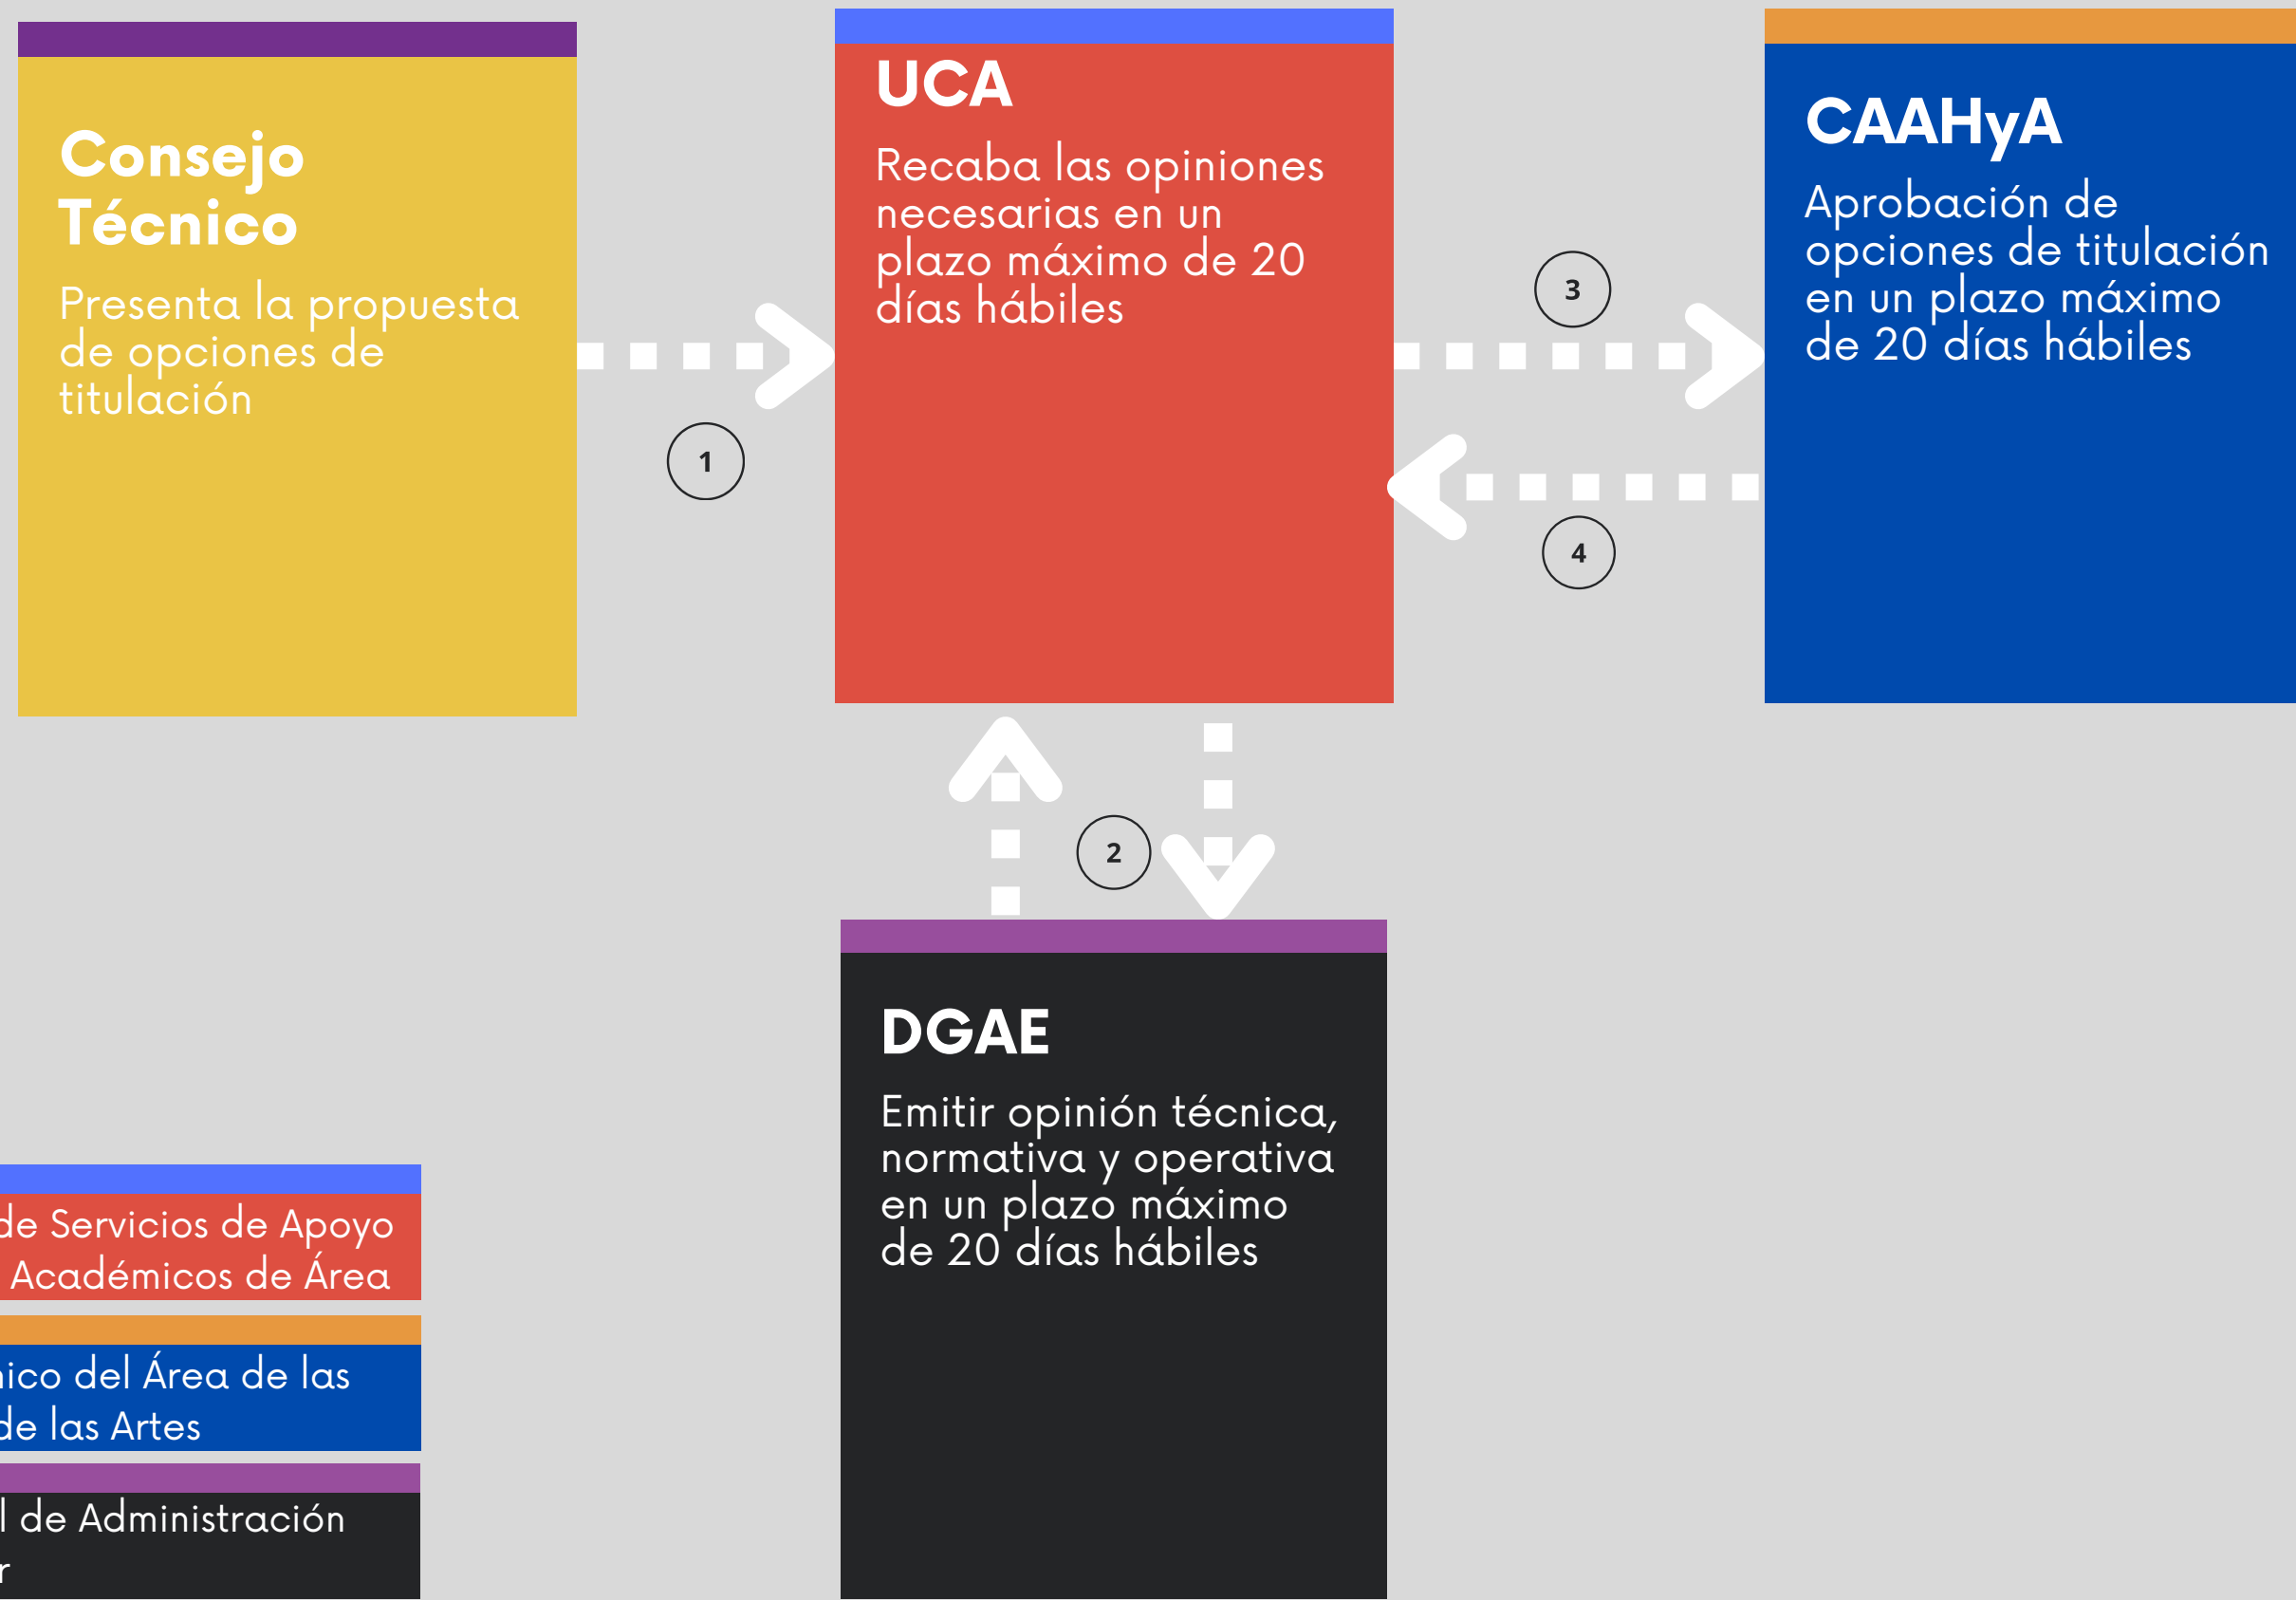 Consejo
Técnico
Presenta la propuesta
de opciones de
titulación
1
UCA
Recaba las opiniones
necesarias en un
plazo máximo de 20
días hábiles
3
4
CAAHyA
Aprobación de
opciones de titulación
en un plazo máximo
de 20 días hábiles
2
DGAE
Emitir opinión técnica,
normativa y operativa
en un plazo máximo
de 20 días hábiles
de Servicios de Apoyo
Académicos de Área
del Área de las
de las Artes
de Administración